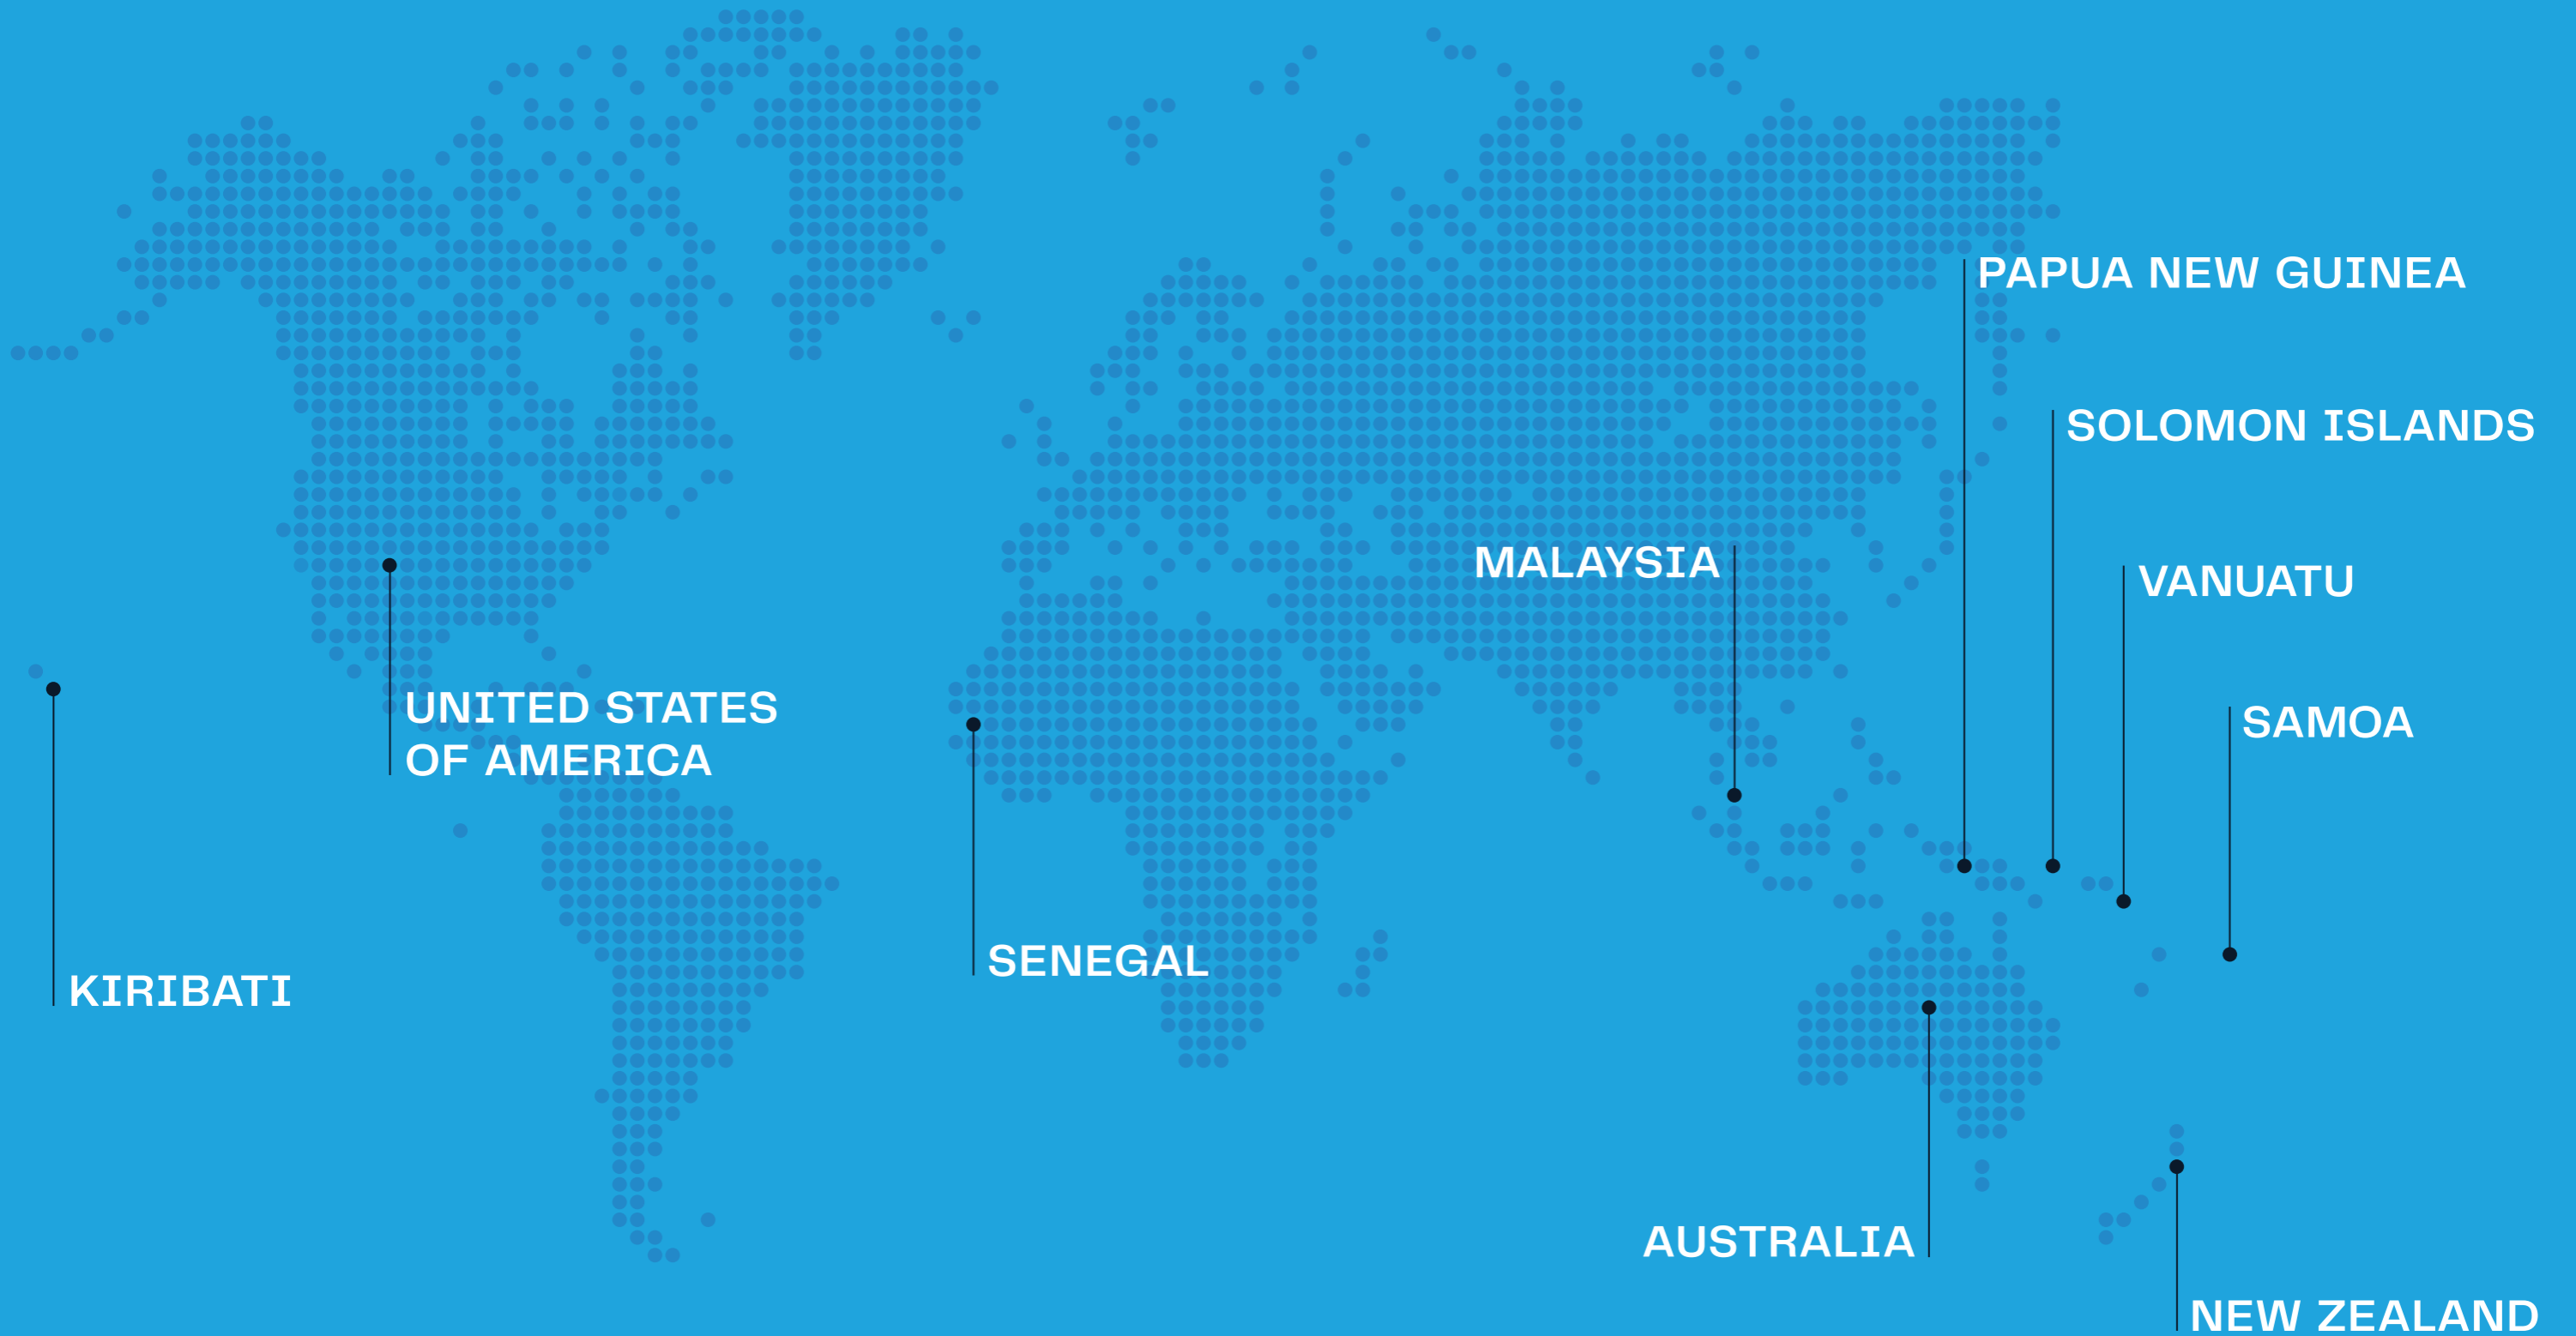 PAPUA NEW GUINEA
SOLOMON ISLANDS
MALAYSIA
VANUATU
UNITED STATES
OF AMERICA
SAMOA
SENEGAL
KIRIBATI
AUSTRALIA
NEW ZEALAND